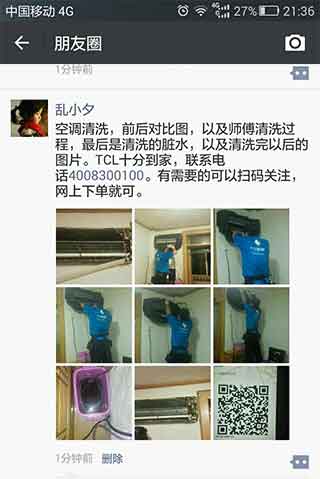 中国移动 4G 27% 21:36
朋友圈
1分钟前
乱小夕
空调清洗，前后对比图，以及师傅清洗过
程，最后是清洗的脏水，以及清洗完以后的
图片。TCL十分到家，联系电
话4008300100。有需要的可以扫码关注，
网上下单就可。
1分钟前 删除